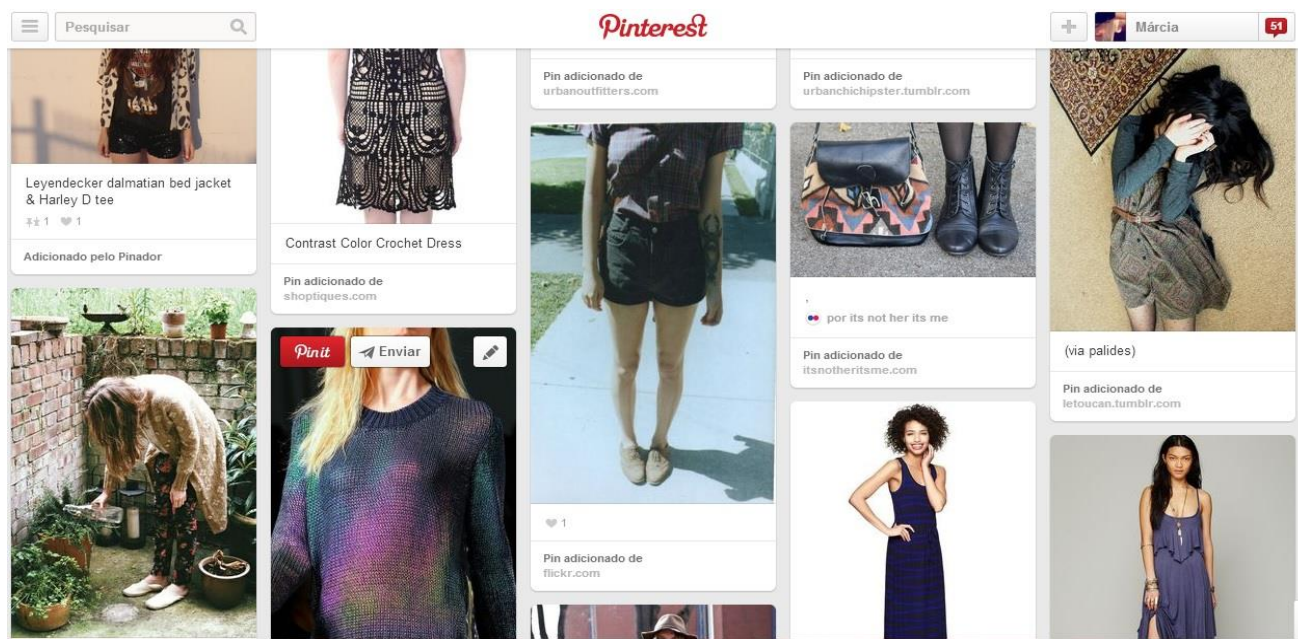 Pesquisar
Pinterest
Márcia
51
Leyendecker dalmatian bed jacket
& Harley D tee
1 1
Adicionado pelo Pinador
Contrast Color Crochet Dress
Pin adicionado de
shoptiques.com
Pin it
Enviar
Pin adicionado de
urbanoutfitters.com
1
Pin adicionado de
flickr.com
Pin adicionado de
urbanchichipster.tumblr.com
,
por its not her its me
Pin adicionado de
itsnotheritsme.com
(via palides)
Pin adicionado de
letoucan.tumblr.com